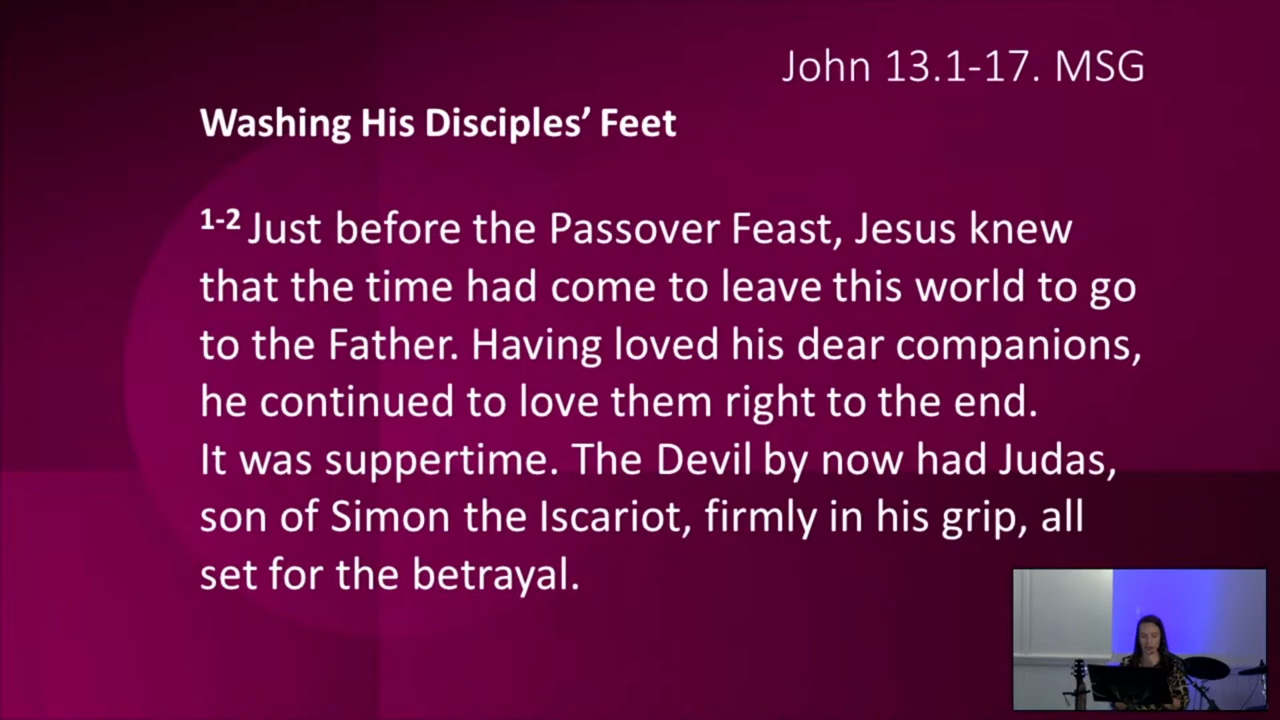 John 13.1-17. MSG
Washing His Disciples’ Feet
1-2 Just before the Passover Feast, Jesus knew
that the time had come to leave this world to go
to the Father. Having loved his dear companions,
he continued to love them right to the end.
It was suppertime. The Devil by now had Judas,
son of Simon the Iscariot, firmly in his grip, all
set for the betrayal.